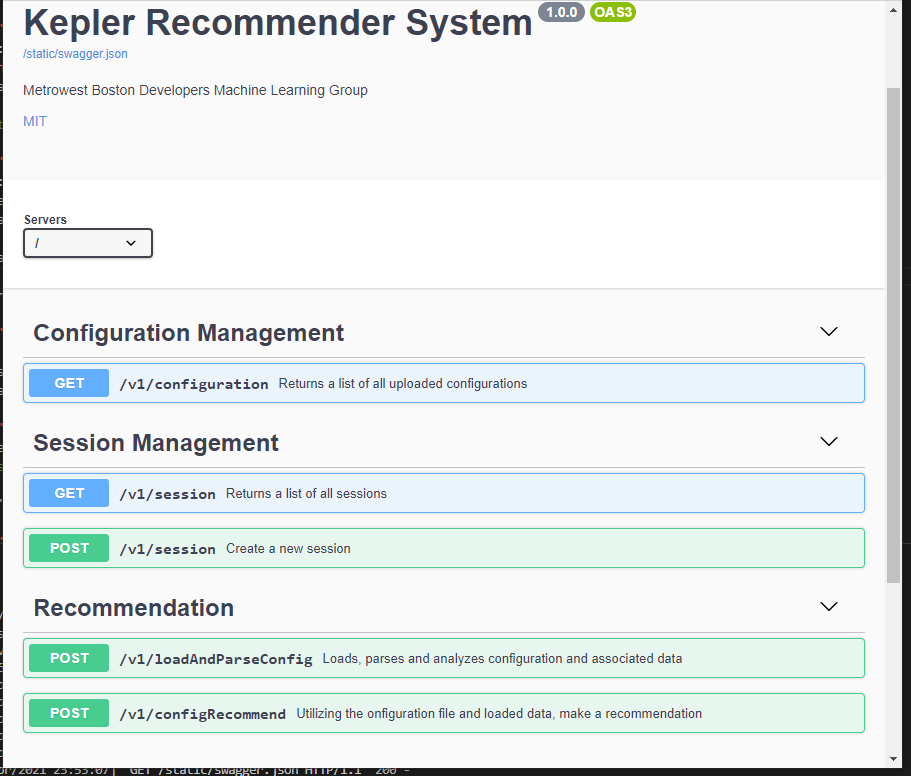 Kepler Recommender System 1.0.0 OAS3
/static/swagger.json
Metrowest Boston Developers Machine Learning Group
MIT
Servers
/
Configuration Management
GET /v1/configuration Returns a list of all uploaded configurations
Session Management
GET /v1/session Returns a list of all sessions
POST /v1/session Create a new session
Recommendation
POST /v1/loadAndParseConfig Loads, parses and analyzes configuration and associated data
POST /v1/configRecommend Utilizing the onfiguration file and loaded data, make a recommendation
/2021 23:55:07] "GET /static/swagger.json HTTP/1.1" 200 -